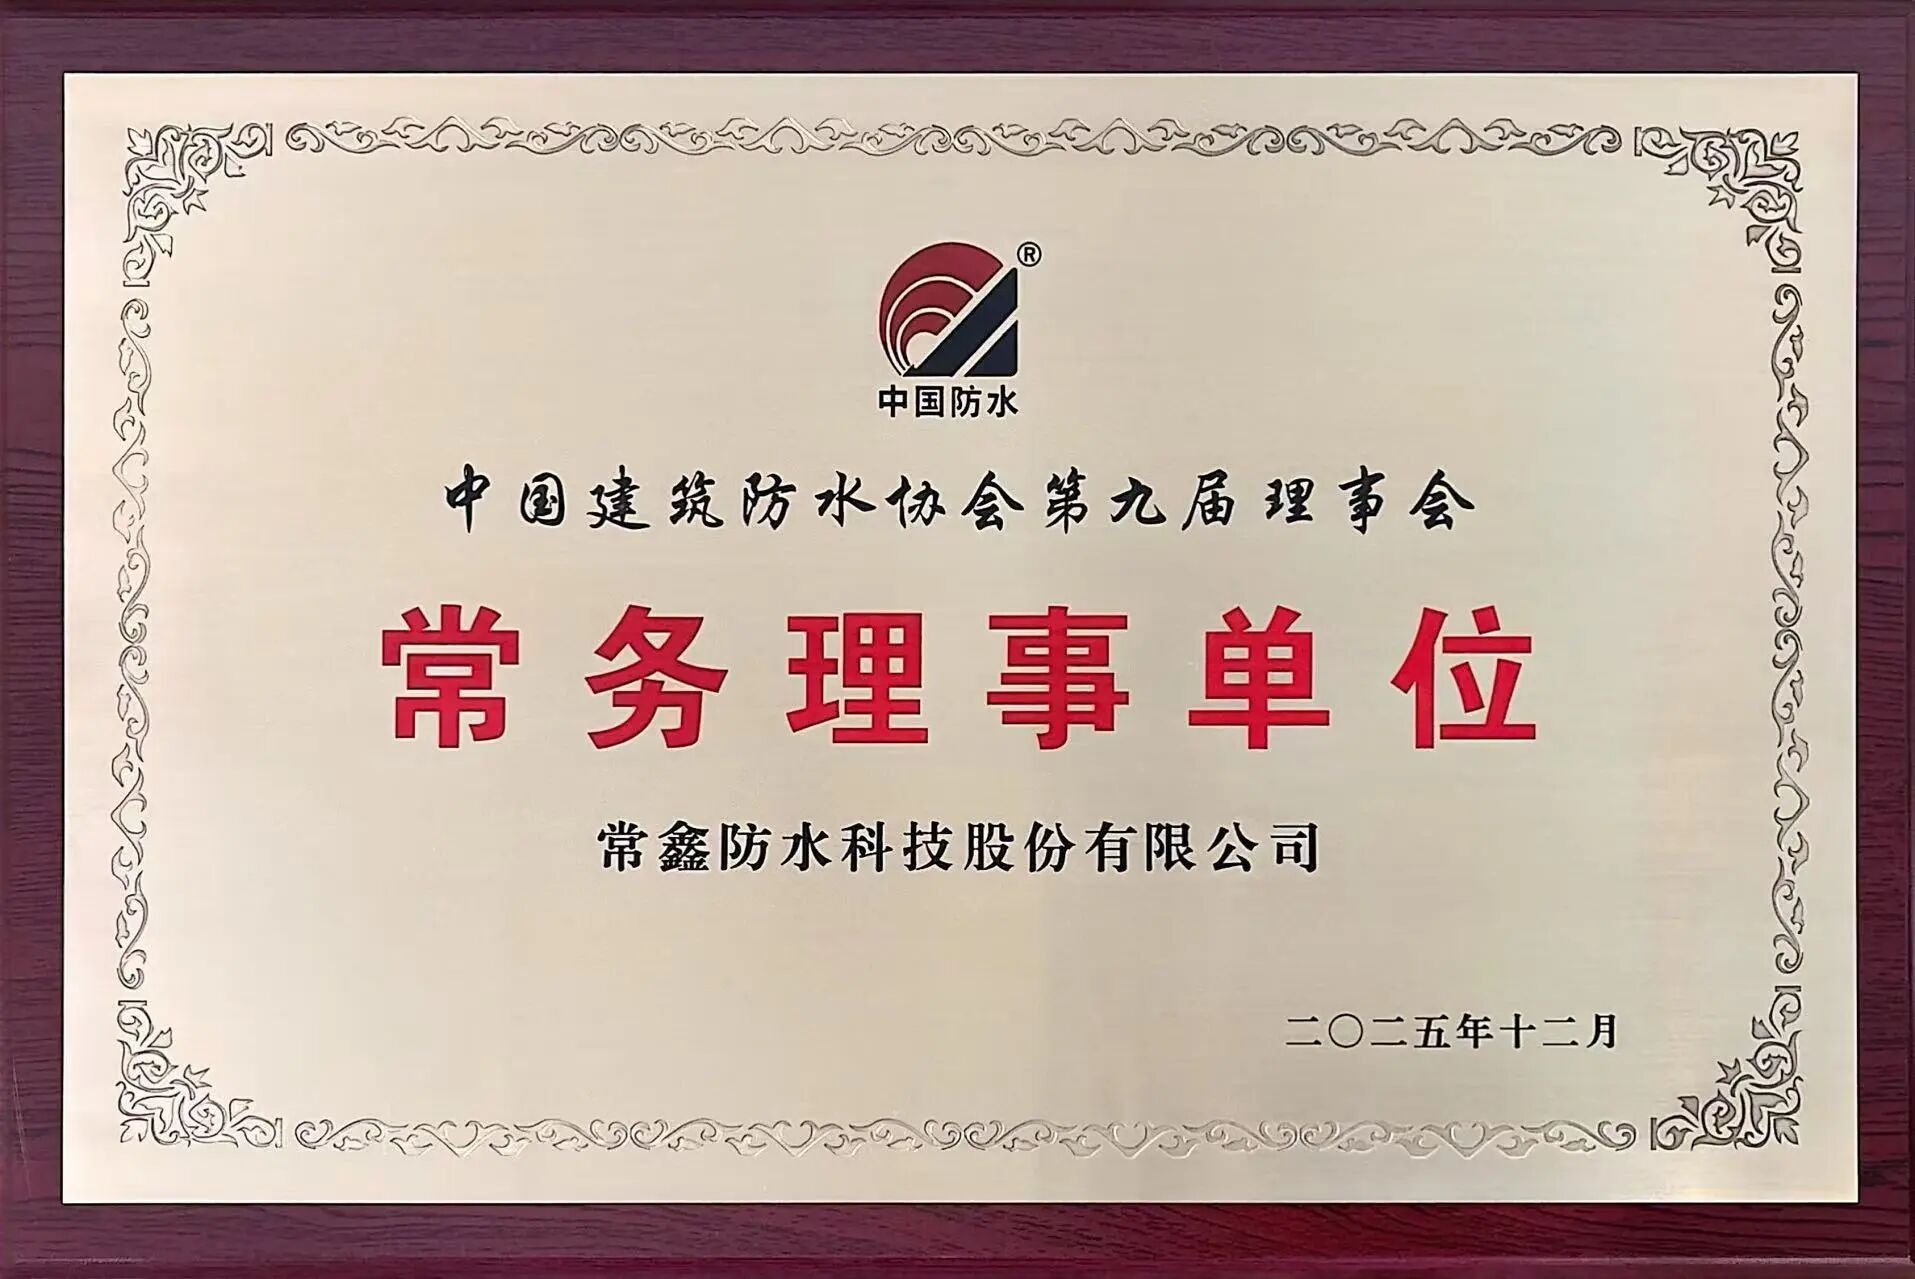 ®
中国防水
中国建筑防水协会第九届理事会
常务理事单位
常鑫防水科技股份有限公司
二〇二五年十二月